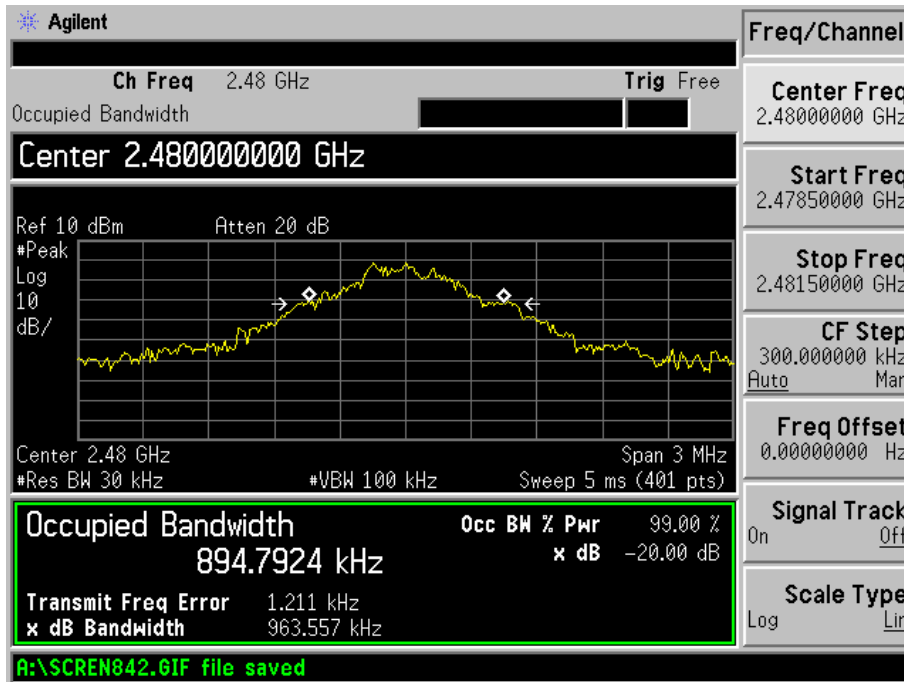 Agilent
Freq/Channel
Ch Freq 2.48 GHz Trig Free
Occupied Bandwidth
Center 2.480000000 GHz
Ref 10 dBm Atten 20 dB
#Peak
Log
10
dB/
Center 2.48 GHz Span 3 MHz
#Res BW 30 kHz #VBW 100 kHz Sweep 5 ms (401 pts)
Occupied Bandwidth
894.7924 kHz
Occ BW % Pwr 99.00 %
x dB -20.00 dB
Transmit Freq Error 1.211 kHz
x dB Bandwidth 963.557 kHz
A:\SCREN842.GIF file saved
Center Freq
2.48000000 GHz
Start Freq
2.47850000 GHz
Stop Freq
2.48150000 GHz
CF Step
300.000000 kHz
Auto Man
Freq Offset
0.00000000 Hz
Signal Track
On Off
Scale Type
Log Lin